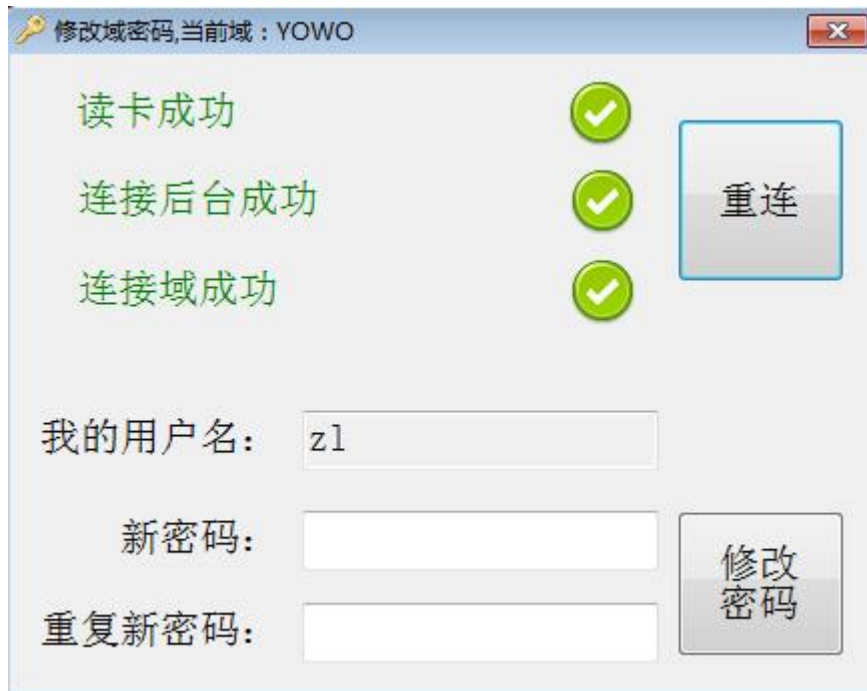 修改域密码,当前域：YOWO
读卡成功
连接后台成功
重连
连接域成功
我的用户名：
zl
新密码：
修改
密码
重复新密码：